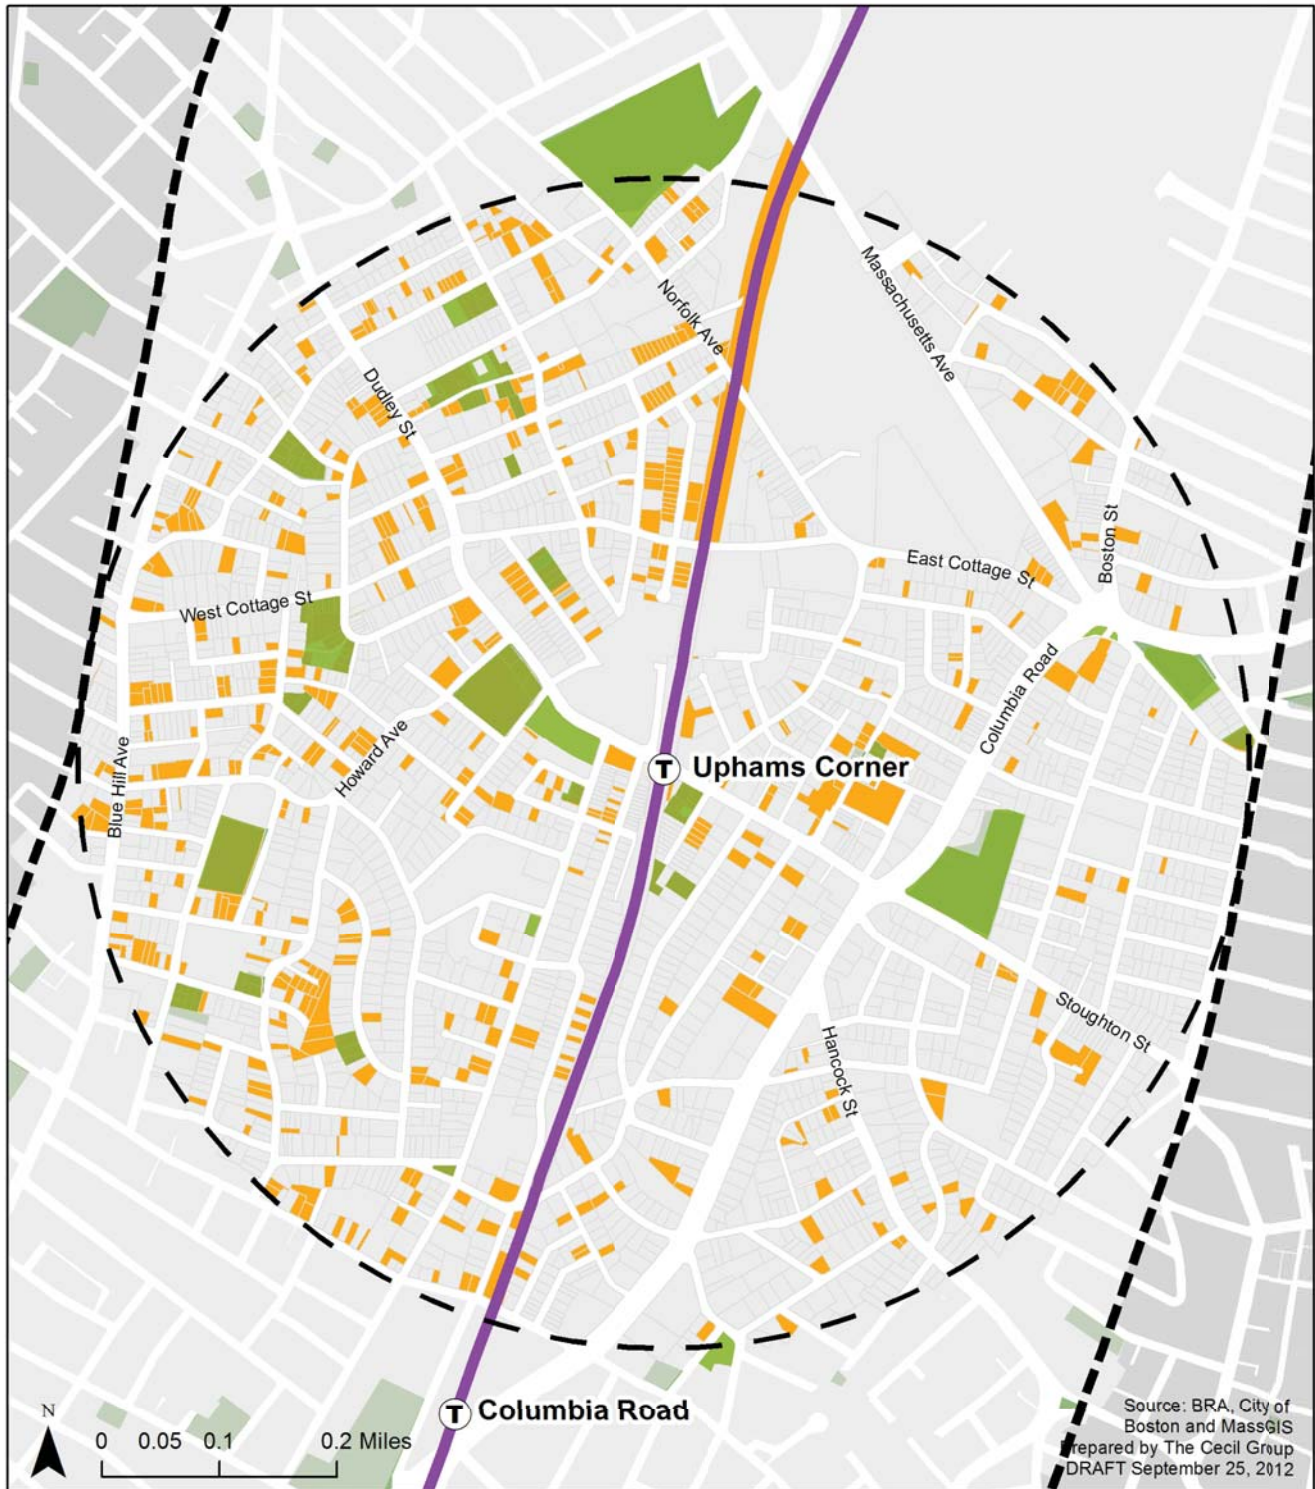 Norfolk Ave
Massachusetts Ave
Dudley St
Boston St
East Cottage St
West Cottage St
Columbia Road
Howard Ave
Blue Hill Ave
T Uphams Corner
Stoughton St
Hancock St
T Columbia Road
N
0 0.05 0.1 0.2 Miles
Source: BRA, City of
Boston and MassGIS
Prepared by The Cecil Group
DRAFT September 25, 2012